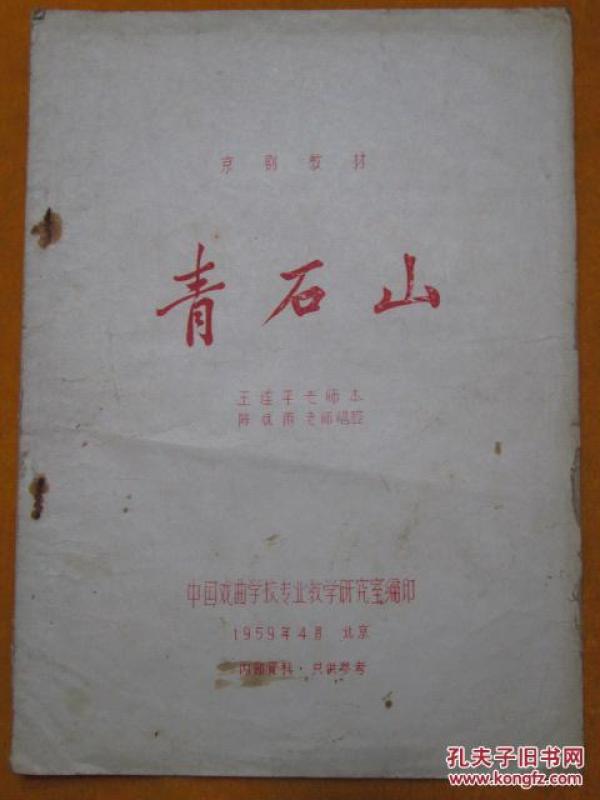 京剧教材
青石山
王连平老师本
陈斌雨老师唱腔
中国戏曲学校专业教学研究室编印
1959年4月 北京
内部资料·只供参考
孔夫子旧书网
www.kongfz.com